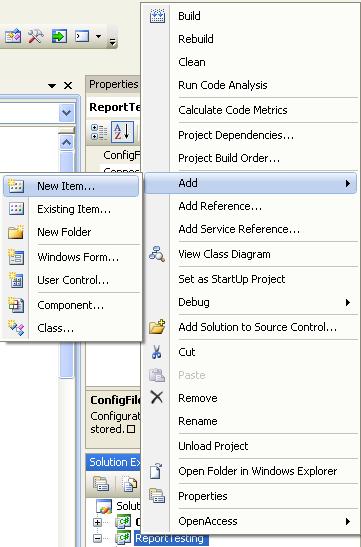 Build
Rebuild
Clean
Run Code Analysis
Calculate Code Metrics
Project Dependencies...
Project Build Order...
Add
Add Reference...
Add Service Reference...
View Class Diagram
Set as StartUp Project
Debug
Add Solution to Source Control...
Cut
Paste
Remove
Rename
Unload Project
Open Folder in Windows Explorer
Properties
OpenAccess
New Item...
Existing Item...
New Folder
Windows Form...
User Control...
Component...
Class...
Properties
ReportTes
ConfigF
ConfigFile
Configurat
stored.
Solution Ex
Solut
ReportTesting